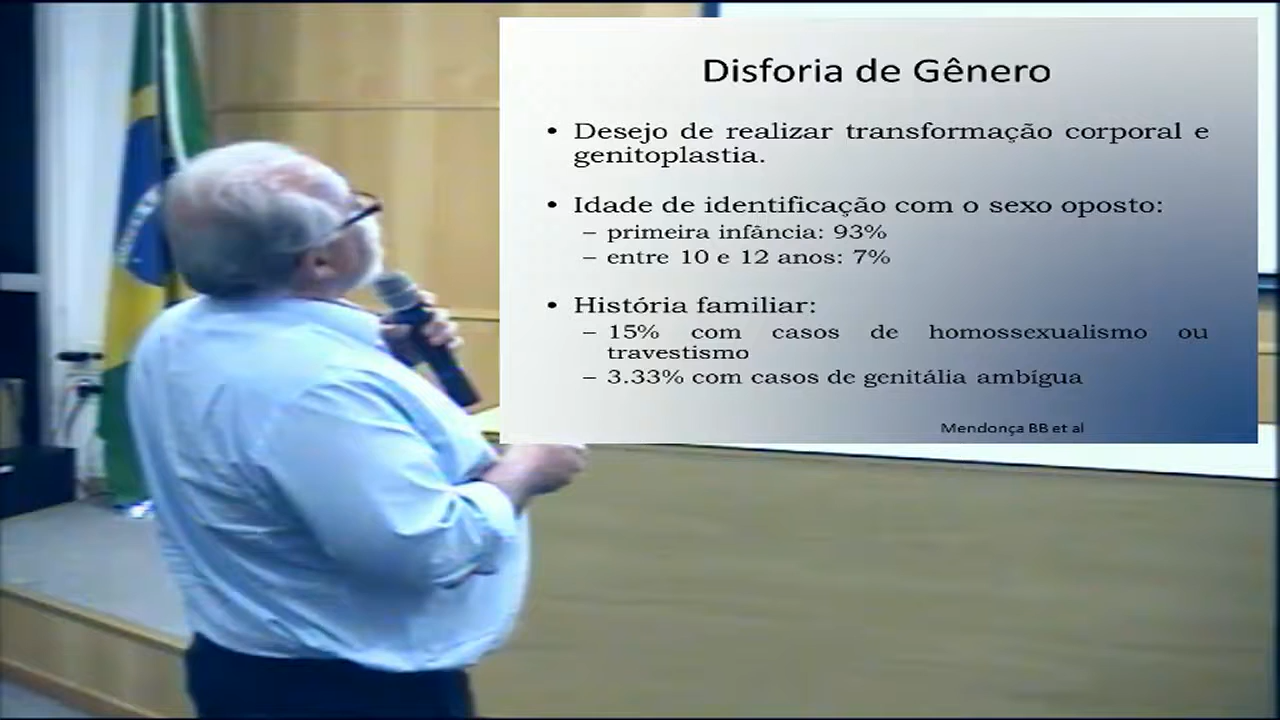 Disforia de Gênero
• Desejo de realizar transformação corporal e
genitoplastia.
• Idade de identificação com o sexo oposto:
– primeira infância: 93%
– entre 10 e 12 anos: 7%
• História familiar:
– 15% com casos de homossexualismo ou
travestismo
– 3.33% com casos de genitália ambígua
Mendonça BB et al